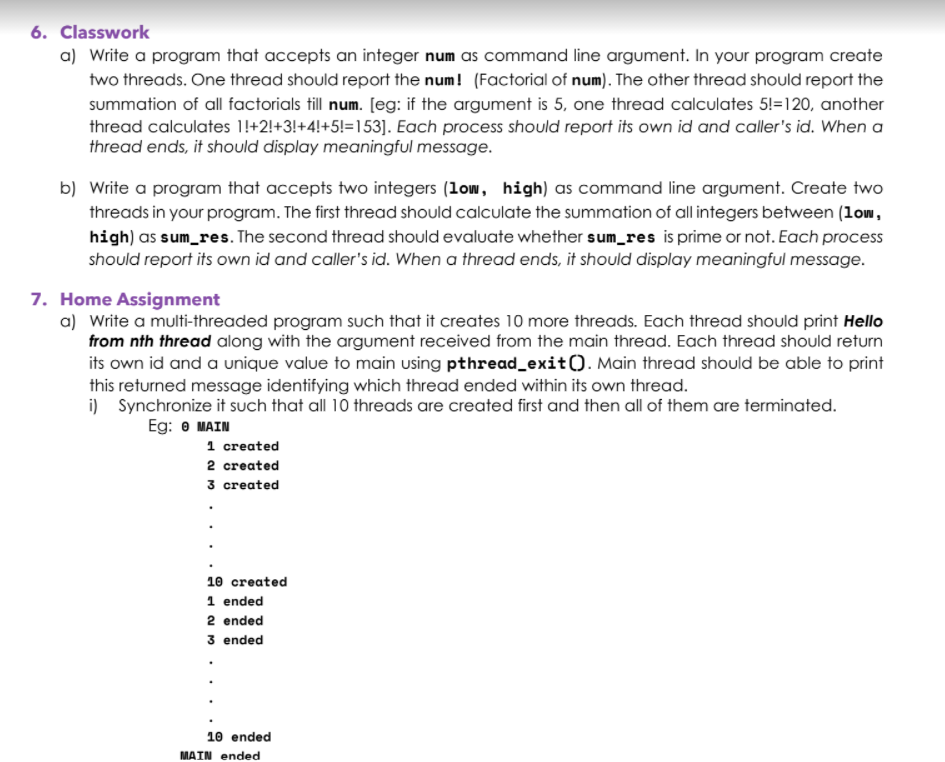 6. Classwork
a) Write a program that accepts an integer num as command line argument. In your program create
two threads. One thread should report the num! (Factorial of num). The other thread should report the
summation of all factorials till num. [eg: if the argument is 5, one thread calculates 5!=120, another
thread calculates 1!+2!+3!+4!+5!=153]. Each process should report its own id and caller's id. When a
thread ends, it should display meaningful message.
b) Write a program that accepts two integers (low, high) as command line argument. Create two
threads in your program. The first thread should calculate the summation of all integers between (low,
high) as sum_res. The second thread should evaluate whether sum_res is prime or not. Each process
should report its own id and caller's id. When a thread ends, it should display meaningful message.
7. Home Assignment
a) Write a multi-threaded program such that it creates 10 more threads. Each thread should print Hello
from nth thread along with the argument received from the main thread. Each thread should return
its own id and a unique value to main using pthread_exit(). Main thread should be able to print
this returned message identifying which thread ended within its own thread.
i) Synchronize it such that all 10 threads are created first and then all of them are terminated.
Eg: 0 MAIN
1 created
2 created
3 created
.
.
.
.
10 created
1 ended
2 ended
3 ended
.
.
.
.
10 ended
MAIN ended